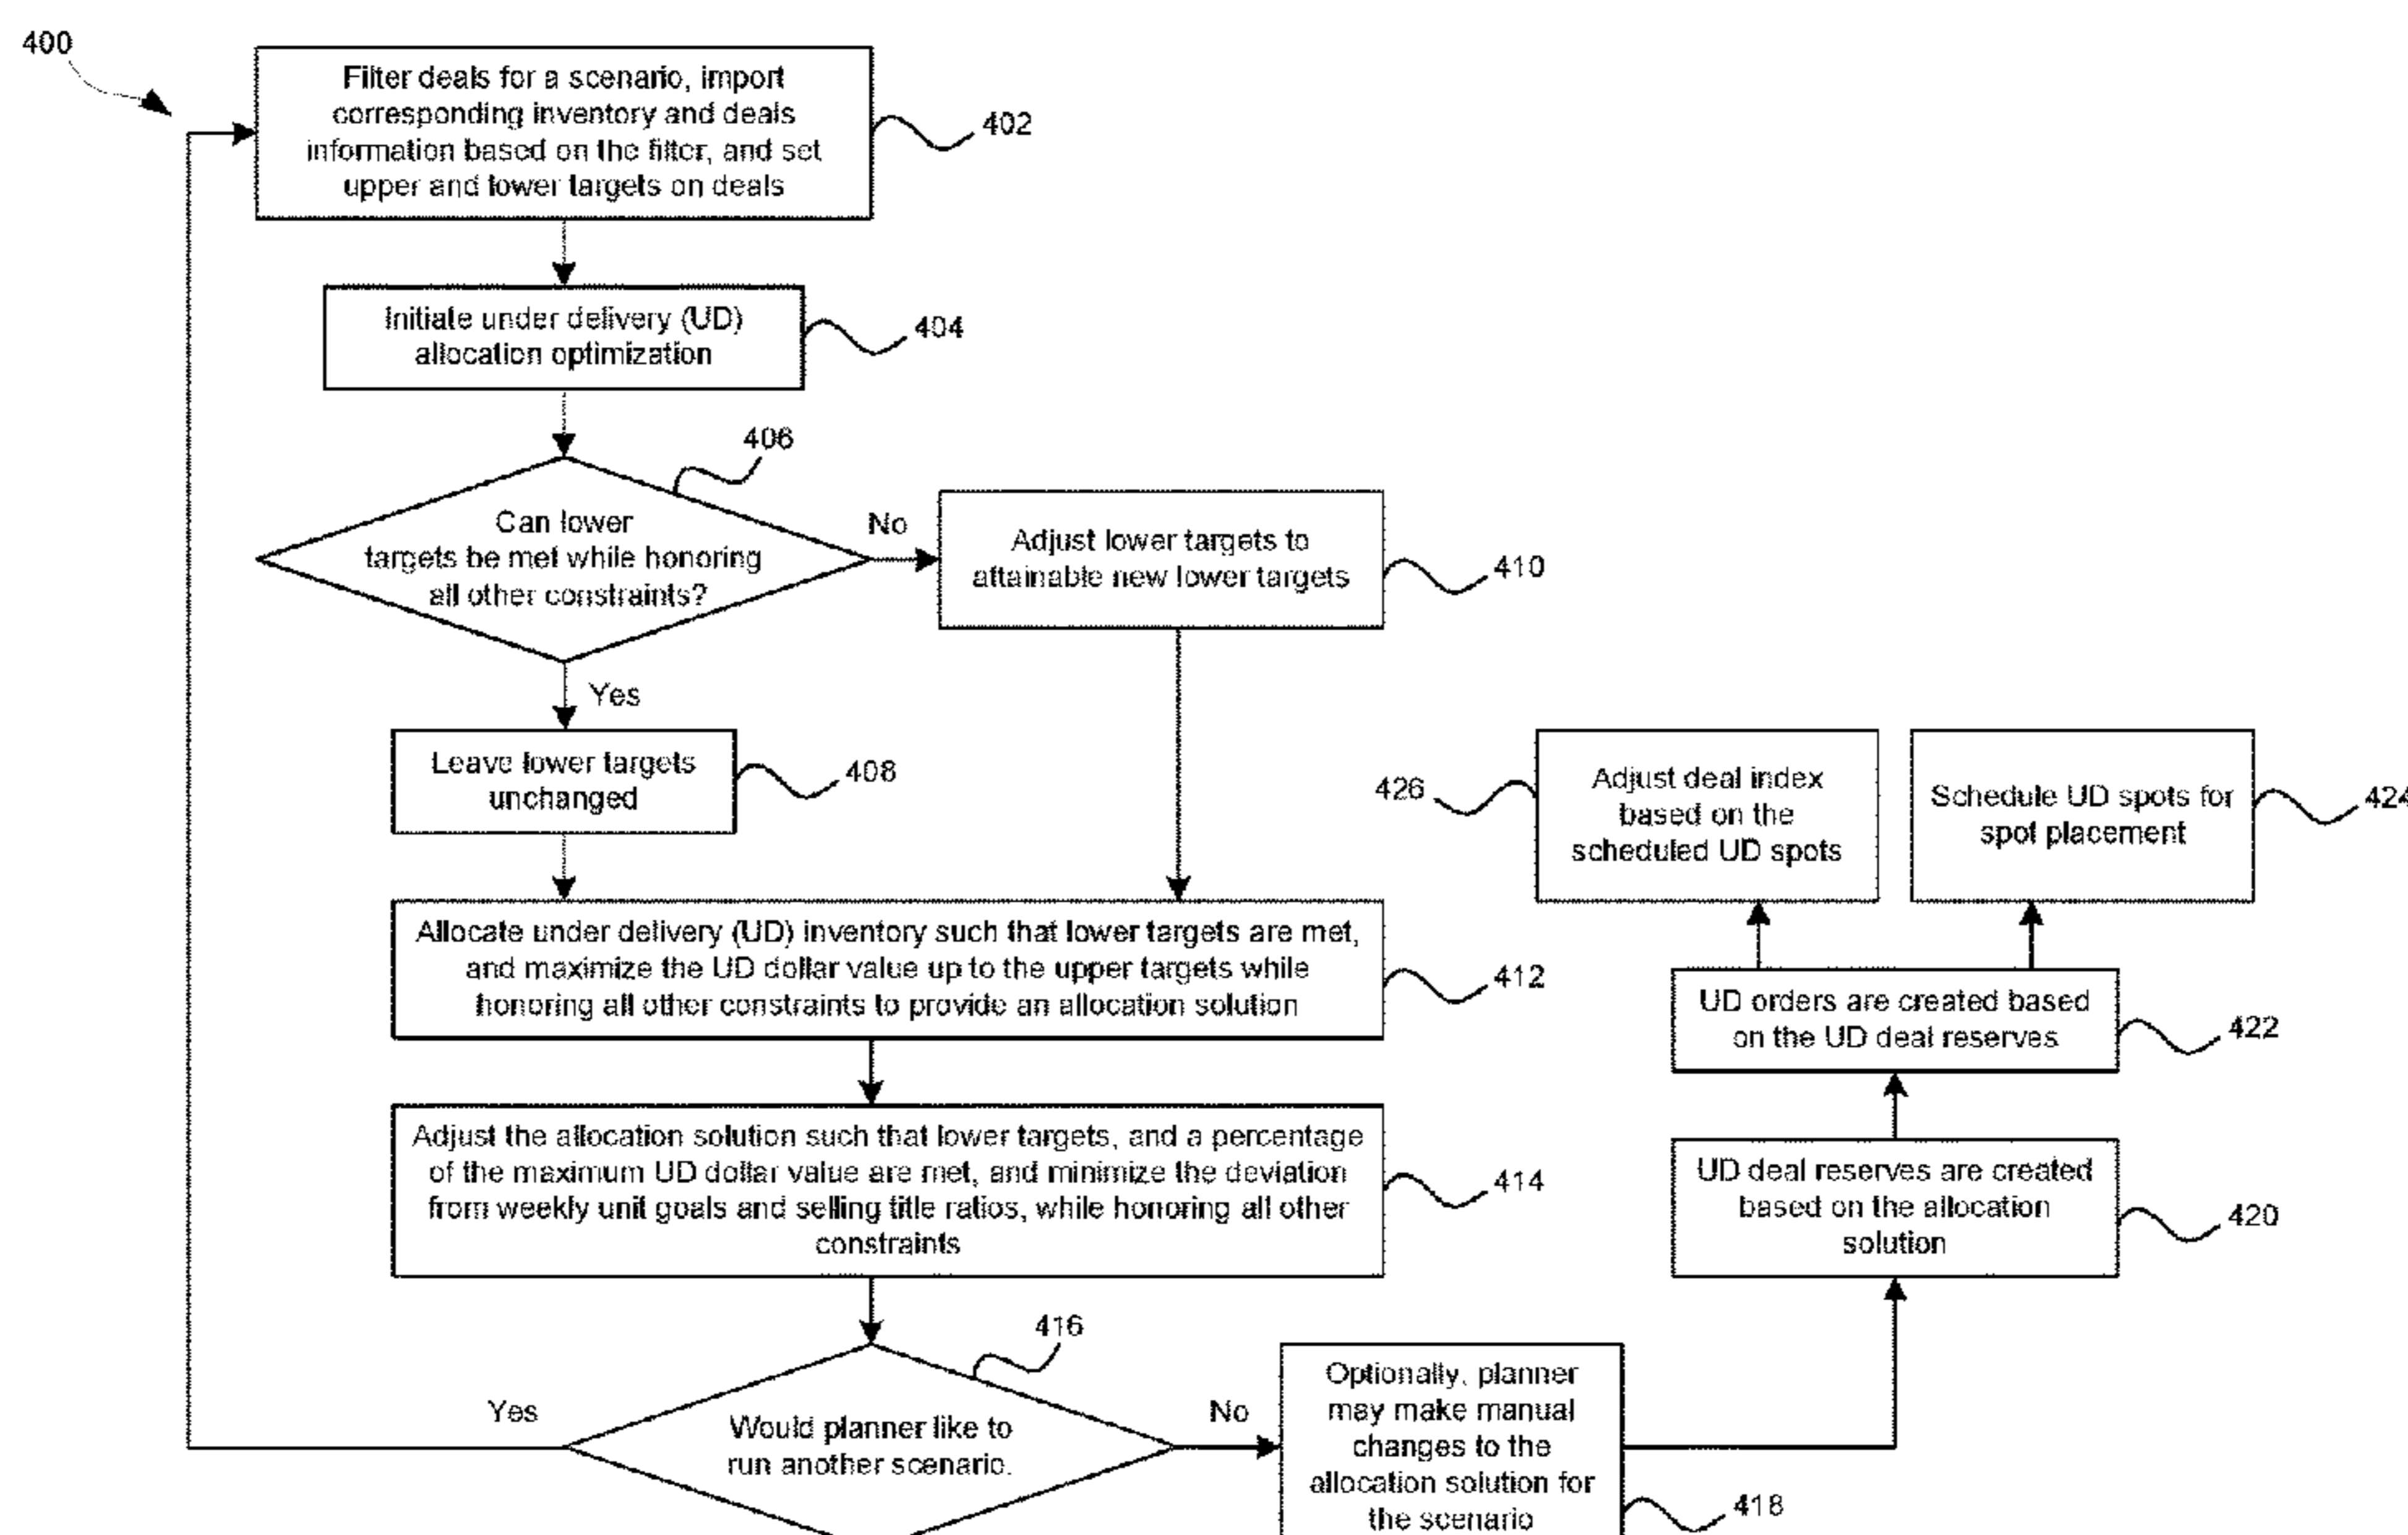 400
Filter deals for a scenario, import
corresponding inventory and deals
information based on the filter, and set
upper and lower targets on deals
402
Initiate under delivery (UD)
allocation optimization
404
406
Can lower
targets be met while honoring
all other constraints?
No
Adjust lower targets to
attainable new lower targets
410
Yes
Leave lower targets
unchanged
408
426
Adjust deal index
based on the
scheduled UD spots
Schedule UD spots for
spot placement
424
Allocate under delivery (UD) inventory such that lower targets are met,
and maximize the UD dollar value up to the upper targets while
honoring all other constraints to provide an allocation solution
412
UD orders are created based
on the UD deal reserves
422
Adjust the allocation solution such that lower targets, and a percentage
of the maximum UD dollar value are met, and minimize the deviation
from weekly unit goals and selling title ratios, while honoring all other
constraints
414
UD deal reserves are created
based on the allocation
solution
420
416
Yes
Would planner like to
run another scenario.
No
Optionally, planner
may make manual
changes to the
allocation solution for
the scenario
418